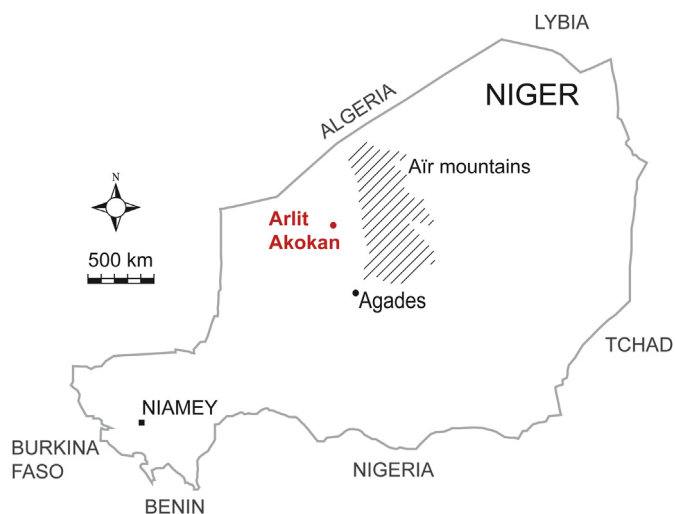 LYBIA
ALGERIA
NIGER
Aïr mountains
N
Arlit
Akokan
500 km
Agades
TCHAD
NIAMEY
BURKINA
FASO
NIGERIA
BENIN